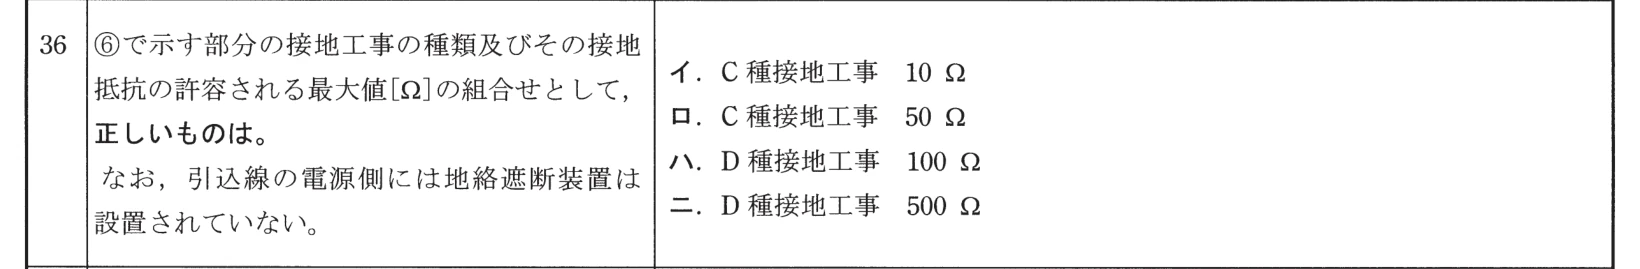 36
⑥で示す部分の接地工事の種類及びその接地
抵抗の許容される最大値[Ω]の組合せとして，
正しいものは。
なお，引込線の電源側には地絡遮断装置は
設置されていない。
イ．C 種接地工事　10 Ω
ロ．C 種接地工事　50 Ω
ハ．D 種接地工事　100 Ω
ニ．D 種接地工事　500 Ω